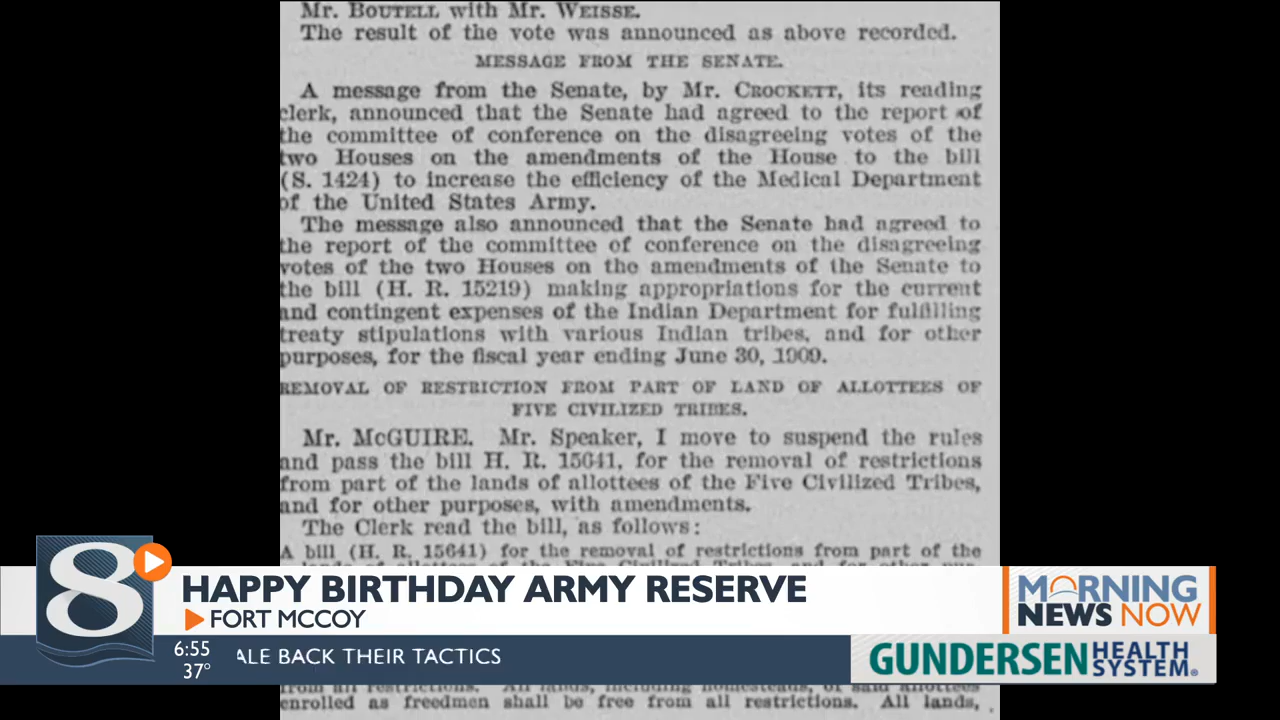 Mr. BOUTELL with Mr. WEISSE.
The result of the vote was announced as above recorded.
MESSAGE FROM THE SENATE.
A message from the Senate, by Mr. CROCKETT, its reading
clerk, announced that the Senate had agreed to the report of
the committee of conference on the disagreeing votes of the
two Houses on the amendments of the House to the bill
(S. 1424) to increase the efficiency of the Medical Department
of the United States Army.
The message also announced that the Senate had agreed to
the report of the committee of conference on the disagreeing
votes of the two Houses on the amendments of the Senate to
the bill (H. R. 15219) making appropriations for the current
and contingent expenses of the Indian Department for fulfilling
treaty stipulations with various Indian tribes, and for other
purposes, for the fiscal year ending June 30, 1909.
REMOVAL OF RESTRICTION FROM PART OF LAND OF ALLOTTEES OF
FIVE CIVILIZED TRIBES.
Mr. McGUIRE. Mr. Speaker, I move to suspend the rules
and pass the bill H. R. 15641, for the removal of restrictions
from part of the lands of allottees of the Five Civilized Tribes,
and for other purposes, with amendments.
The Clerk read the bill, as follows:
A bill (H. R. 15641) for the removal of restrictions from part of the
8
HAPPY BIRTHDAY ARMY RESERVE
FORT MCCOY
MORNING
NEWS NOW
6:55
37°
ALE BACK THEIR TACTICS
GUNDERSEN HEALTH
SYSTEM®
from all restrictions. All lands, including homesteads, of said allottees
enrolled as freedmen shall be free from all restrictions. All lands,